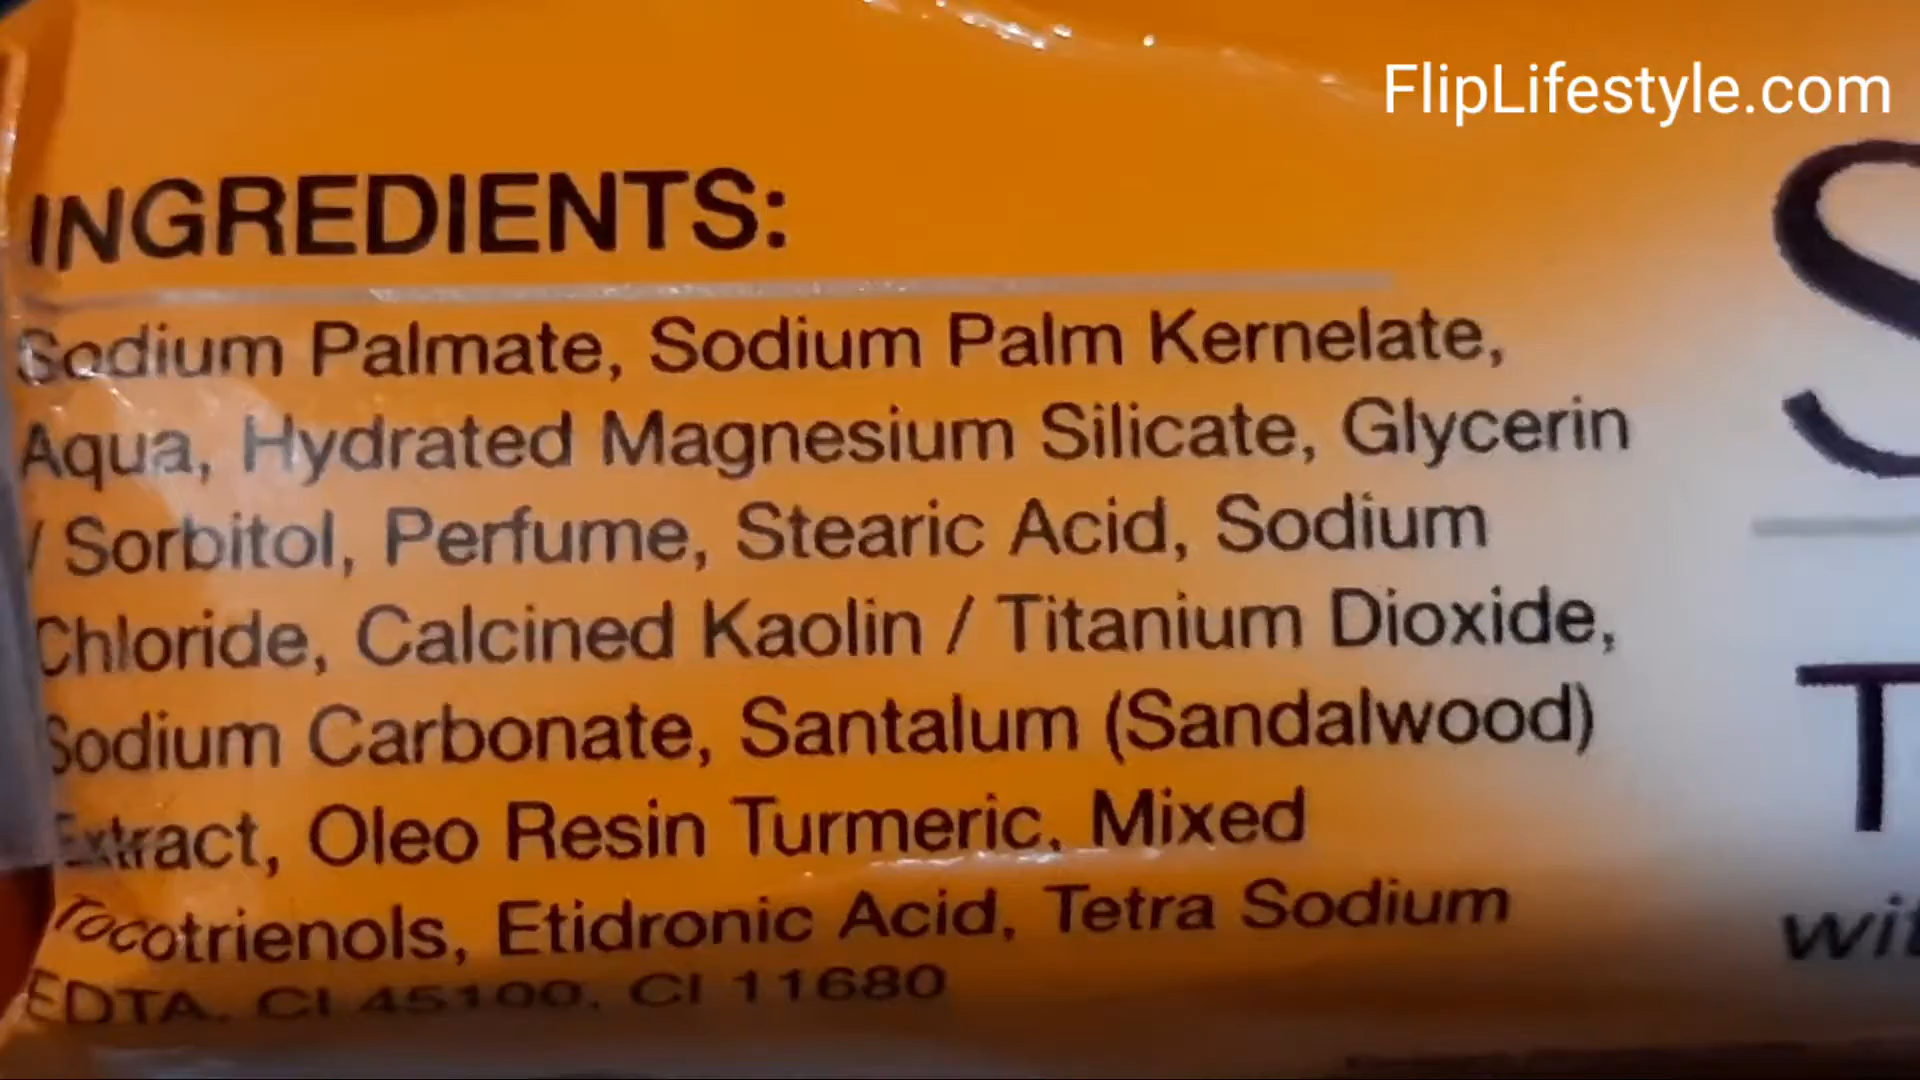 FlipLifestyle.com
INGREDIENTS:
Sodium Palmate, Sodium Palm Kernelate,
Aqua, Hydrated Magnesium Silicate, Glycerin
/ Sorbitol, Perfume, Stearic Acid, Sodium
Chloride, Calcined Kaolin / Titanium Dioxide,
Sodium Carbonate, Santalum (Sandalwood)
Extract, Oleo Resin Turmeric, Mixed
Tocotrienols, Etidronic Acid, Tetra Sodium
EDTA, CI 45100, CI 11680